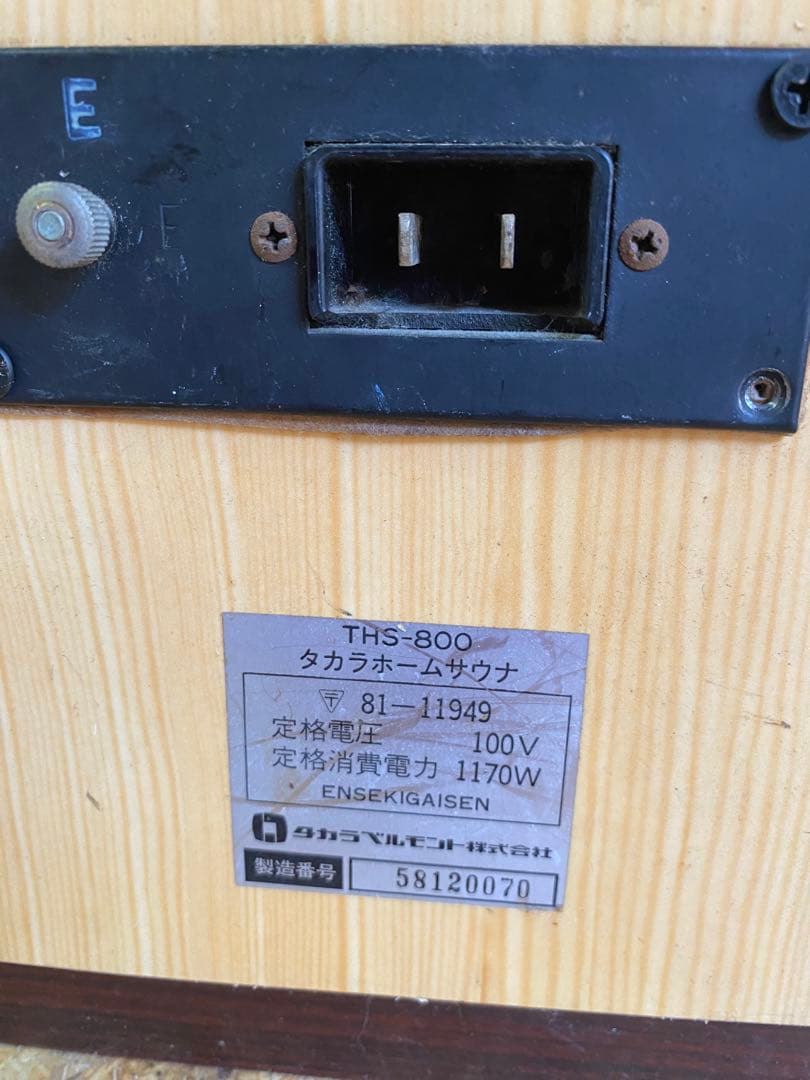 E
E
THS-800
タカラホームサウナ
〒 81-11949
定格電圧 100V
定格消費電力 1170W
ENSEKIGAISEN
タカラベルモント株式会社
製造番号 58120070